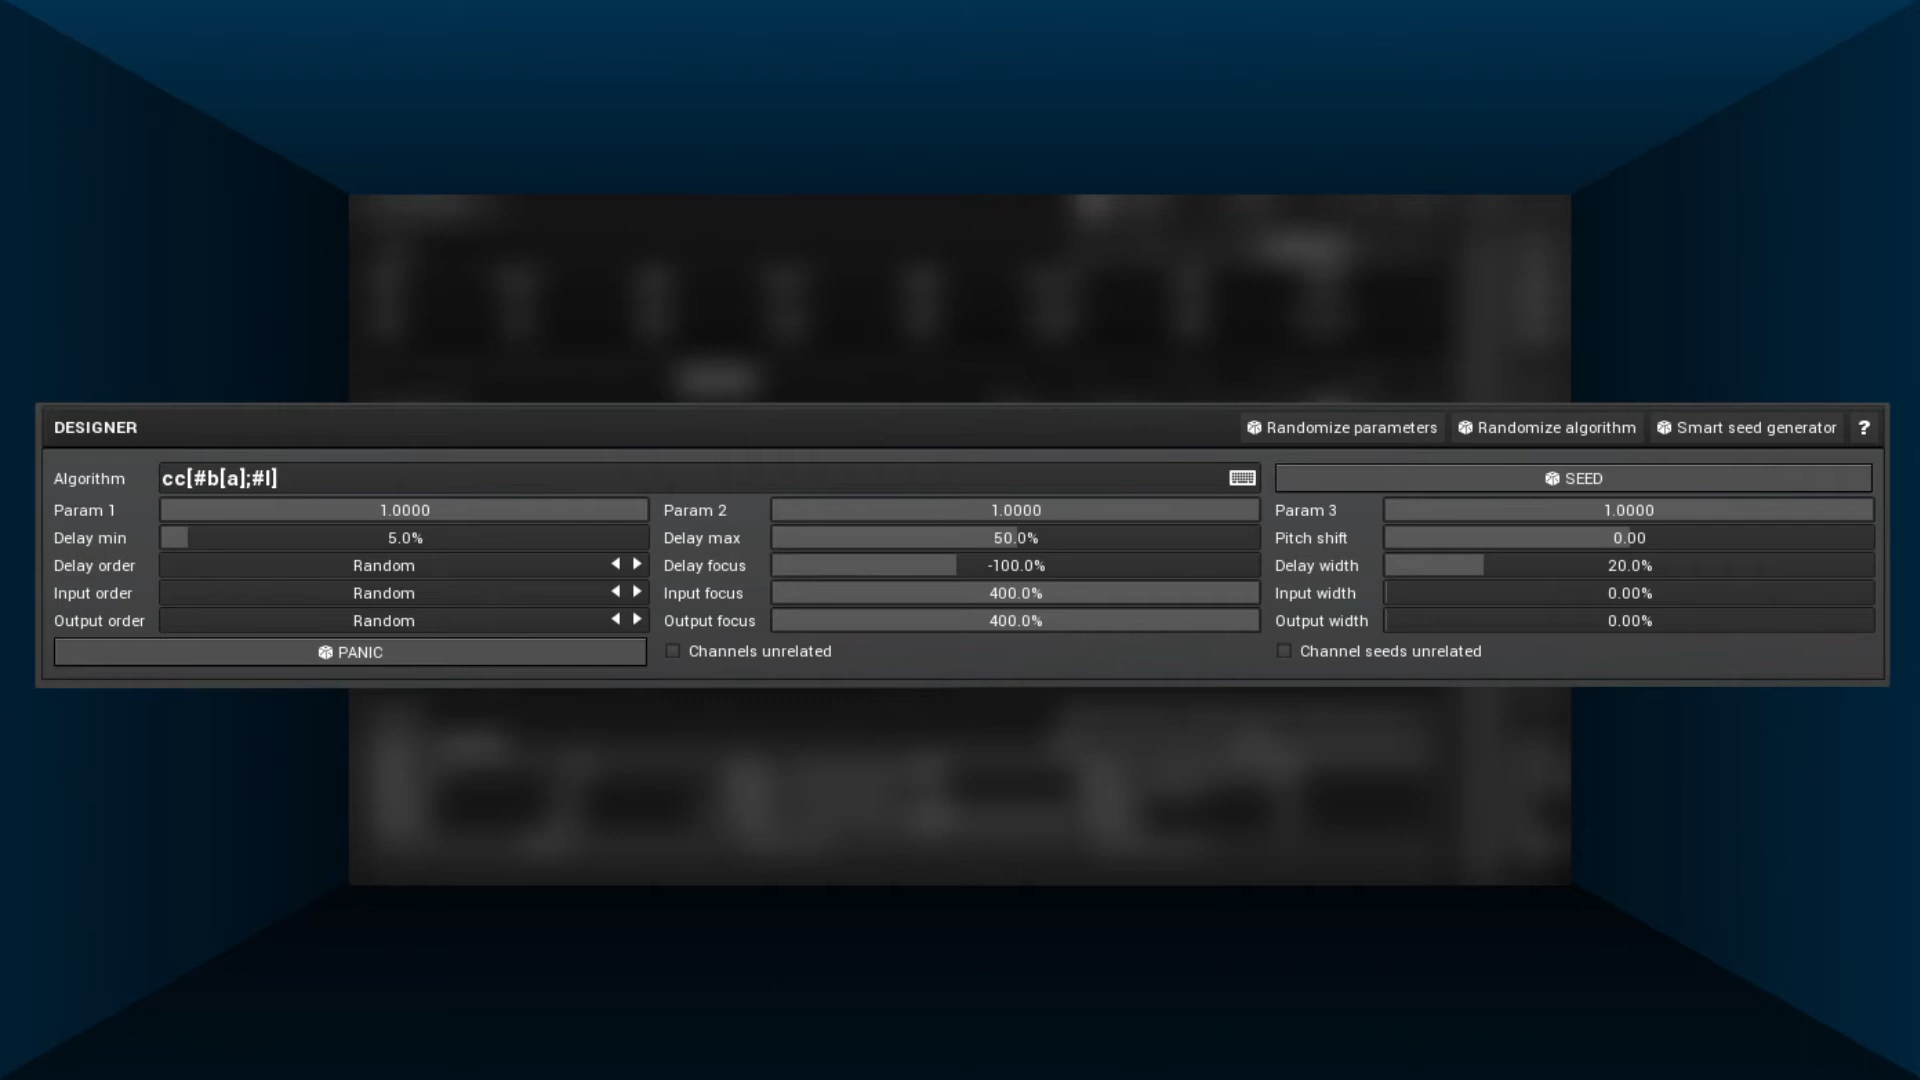 DESIGNER Randomize parameters Randomize algorithm Smart seed generator ?
Algorithm cc[#b[a];#l] SEED
Param 1 1.0000 Param 2 1.0000 Param 3 1.0000
Delay min 5.0% Delay max 50.0% Pitch shift 0.00
Delay order Random Delay focus -100.0% Delay width 20.0%
Input order Random Input focus 400.0% Input width 0.00%
Output order Random Output focus 400.0% Output width 0.00%
PANIC Channels unrelated Channel seeds unrelated